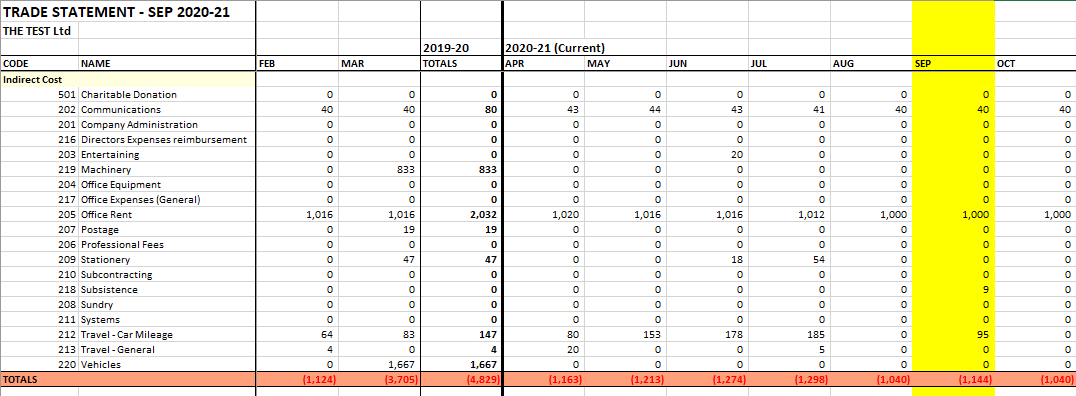 TRADE STATEMENT - SEP 2020-21
THE TEST Ltd
2019-20 2020-21 (Current)
CODE NAME FEB MAR TOTALS APR MAY JUN JUL AUG SEP OCT
Indirect Cost
501 Charitable Donation 0 0 0 0 0 0 0 0 0 0
202 Communications 40 40 80 43 44 43 41 40 40 40
201 Company Administration 0 0 0 0 0 0 0 0 0 0
216 Directors Expenses reimbursement 0 0 0 0 0 0 0 0 0 0
203 Entertaining 0 0 0 0 0 20 0 0 0 0
219 Machinery 0 833 833 0 0 0 0 0 0 0
204 Office Equipment 0 0 0 0 0 0 0 0 0 0
217 Office Expenses (General) 0 0 0 0 0 0 0 0 0 0
205 Office Rent 1,016 1,016 2,032 1,020 1,016 1,016 1,012 1,000 1,000 1,000
207 Postage 0 19 19 0 0 0 0 0 0 0
206 Professional Fees 0 0 0 0 0 0 0 0 0 0
209 Stationery 0 47 47 0 0 18 54 0 0 0
210 Subcontracting 0 0 0 0 0 0 0 0 0 0
218 Subsistence 0 0 0 0 0 0 0 0 9 0
208 Sundry 0 0 0 0 0 0 0 0 0 0
211 Systems 0 0 0 0 0 0 0 0 0 0
212 Travel - Car Mileage 64 83 147 80 153 178 185 0 95 0
213 Travel - General 4 0 4 20 0 0 5 0 0 0
220 Vehicles 0 1,667 1,667 0 0 0 0 0 0 0
TOTALS (1,124) (3,705) (4,829) (1,163) (1,213) (1,274) (1,298) (1,040) (1,144) (1,040)